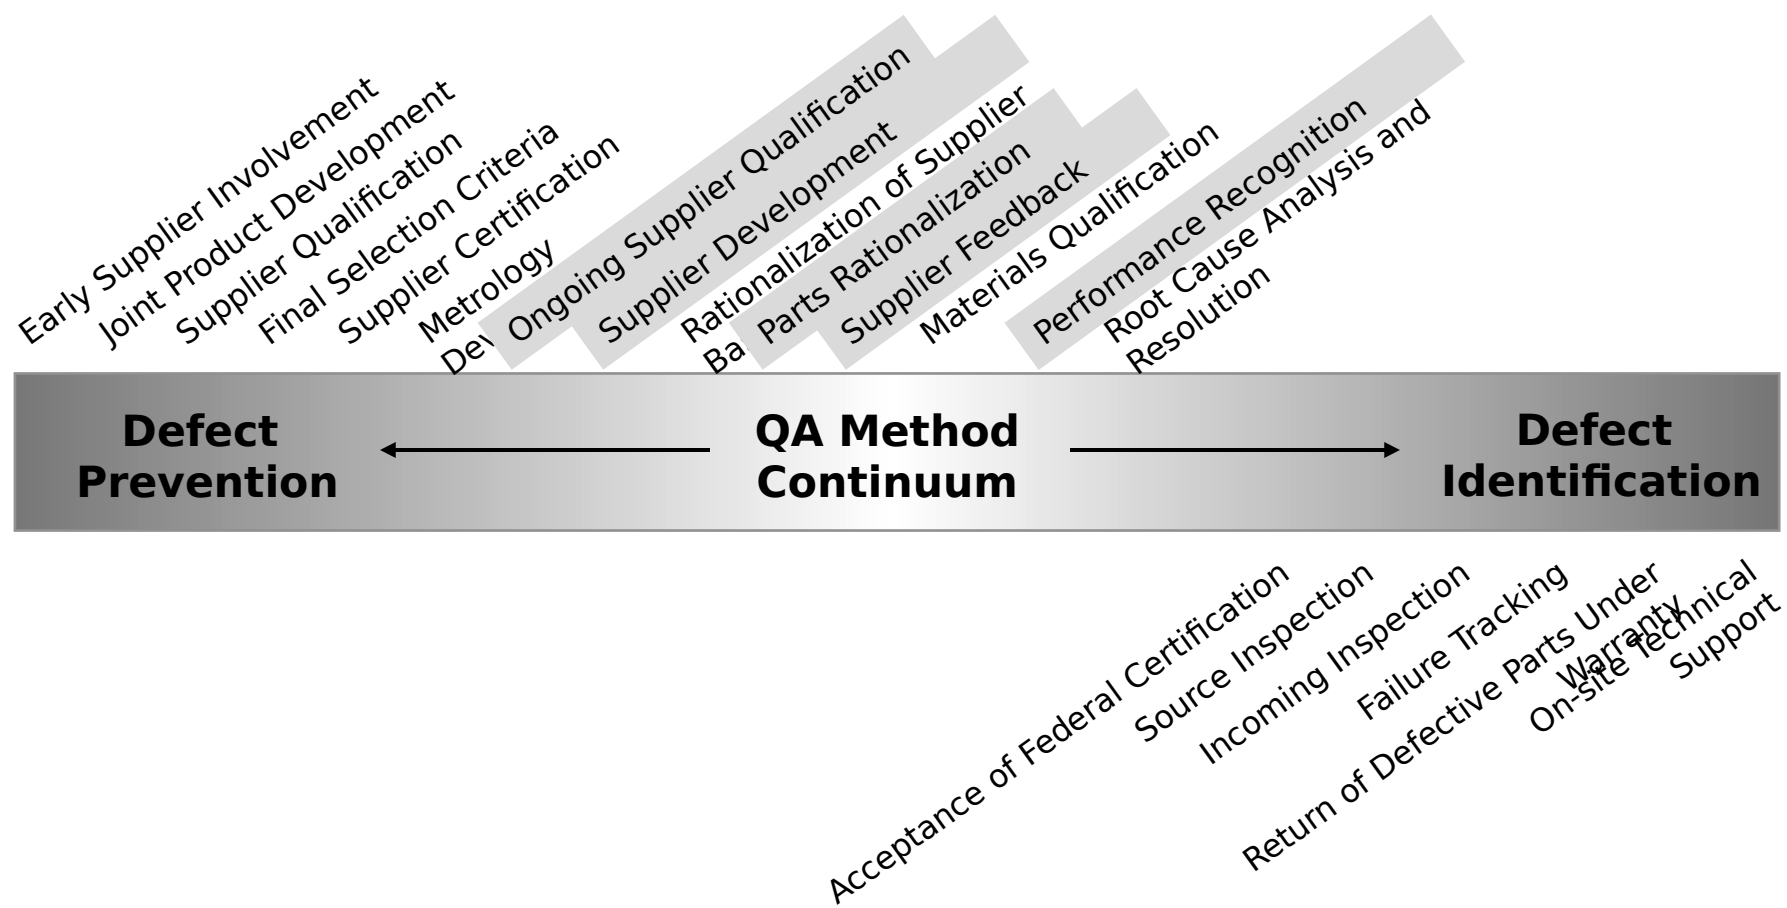 Early Supplier Involvement
Joint Product Development
Supplier Qualification
Final Selection Criteria
Supplier Certification
Metrology
Ongoing Supplier Qualification
Supplier Development
Rationalization of Supplier
Parts Rationalization
Supplier Feedback
Materials Qualification
Performance Recognition
Root Cause Analysis and
Resolution
Defect
Prevention
QA Method
Continuum
Defect
Identification
Acceptance of Federal Certification
Source Inspection
Incoming Inspection
Failure Tracking
Return of Defective Parts Under
Warranty
On-site Technical
Support